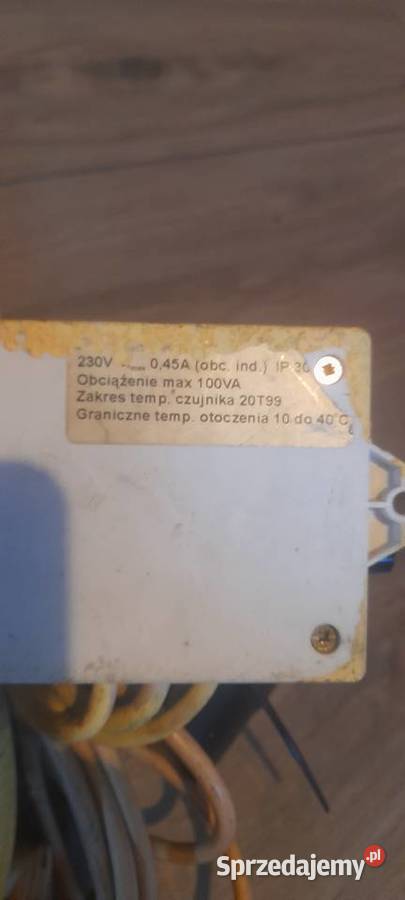 230V ~ 0,45A (obc. ind.) IP 30
Obciążenie max 100VA
Zakres temp. czujnika 20T99
Graniczne temp. otoczenia 10 do 40°C
Sprzedajemy.pl